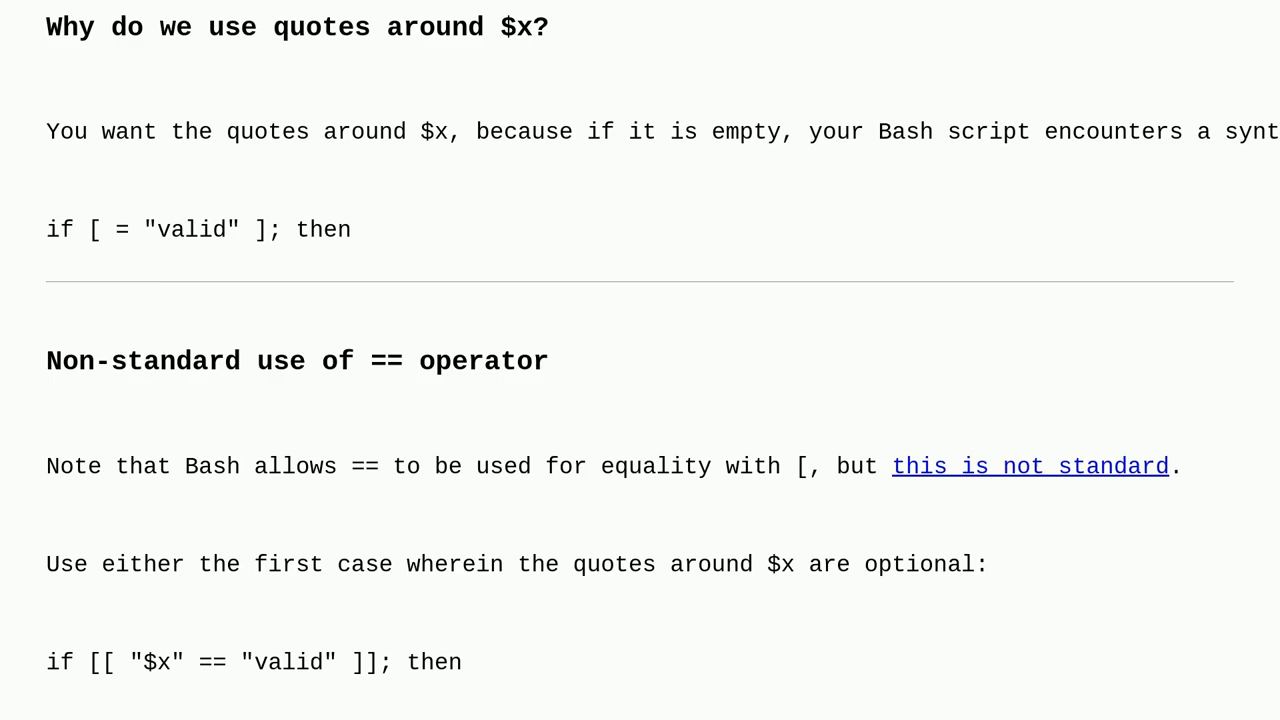 Why do we use quotes around $x?
You want the quotes around $x, because if it is empty, your Bash script encounters a synt
if [ = "valid" ]; then
Non-standard use of == operator
Note that Bash allows == to be used for equality with [, but this is not standard.
Use either the first case wherein the quotes around $x are optional:
if [[ "$x" == "valid" ]]; then